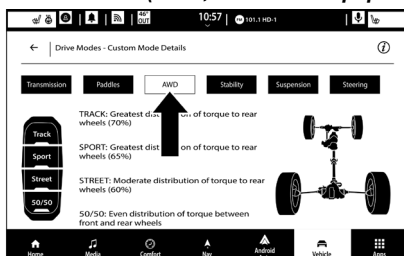 46°
OUT
10:57
FM 101.1 HD-1
Drive Modes - Custom Mode Details
Transmission
Paddles
AWD
Stability
Suspension
Steering
Track
Sport
Street
50/50
TRACK: Greatest dist on of torque to rear
wheels (70%)
SPORT: Greatest dist on of torque to rear
wheels (65%)
STREET: Moderate distribution of torque to rear
wheels (60%)
50/50: Even distribution of torque between
front and rear wheels
Home
Media
Comfort
Nav
Android
Vehicle
Apps